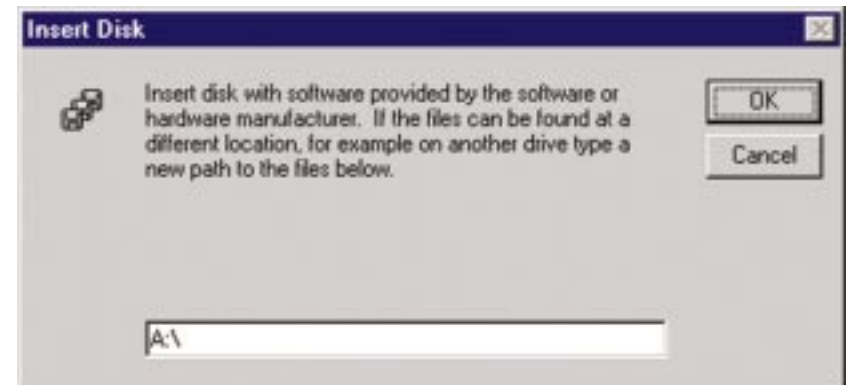 Insert Disk
Insert disk with software provided by the software or
hardware manufacturer. If the files can be found at a
different location, for example on another drive type a
new path to the files below.
OK
Cancel
A:\